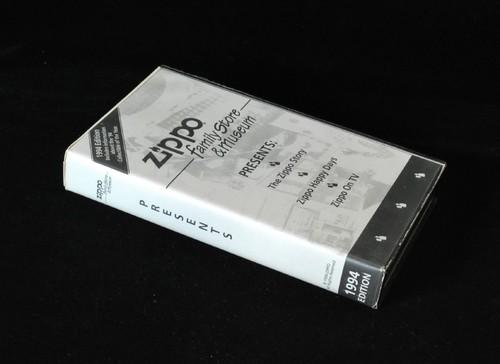 1994 Edition
zippo
family store
& museum
PRESENTS:
The Zippo Story
Zippo Happy Days
Zippo On TV
zippo
PRESENTS
1994
EDITION